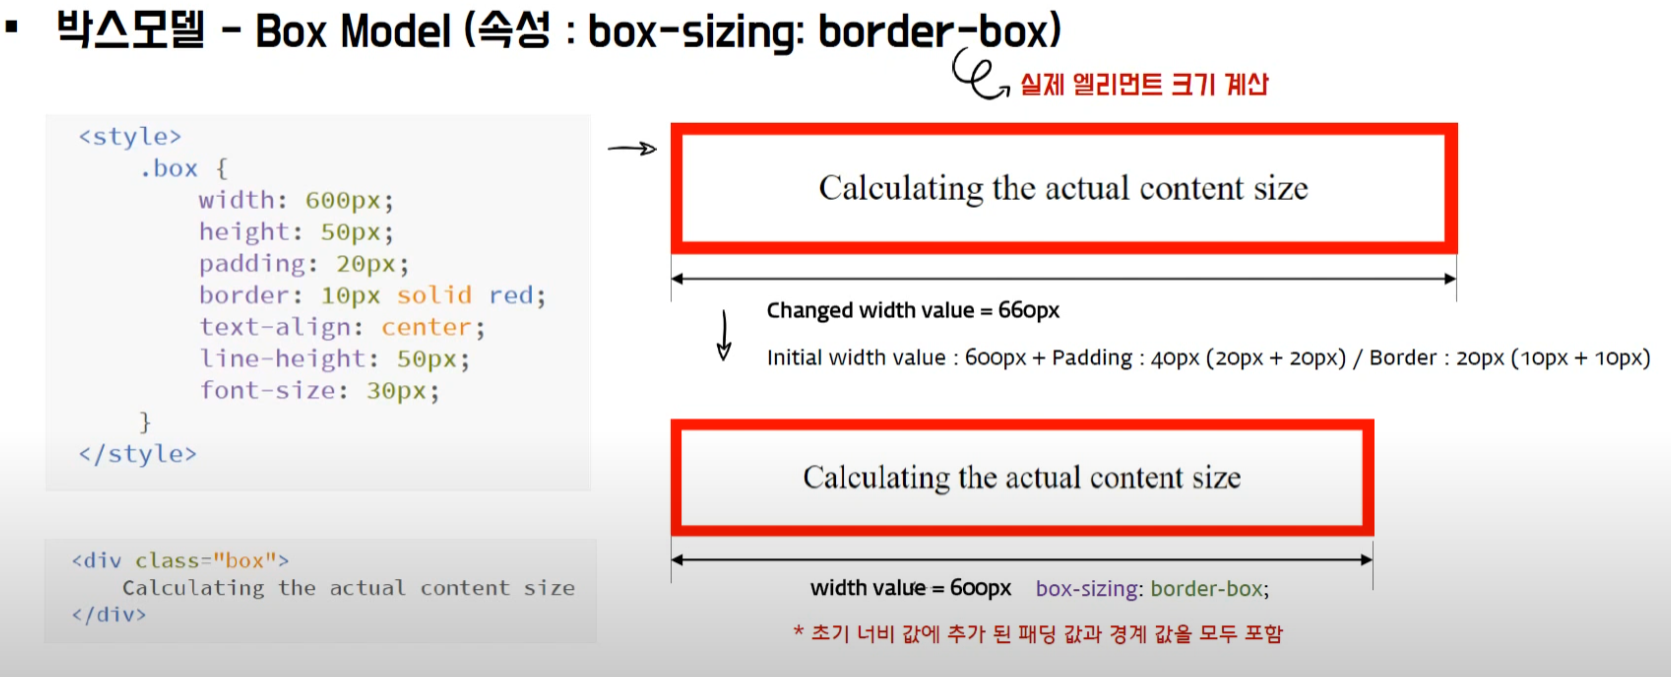 ▪ 박스모델 - Box Model (속성 : box-sizing: border-box)
실제 엘리먼트 크기 계산
<style>
.box {
width: 600px;
height: 50px;
padding: 20px;
border: 10px solid red;
text-align: center;
line-height: 50px;
font-size: 30px;
}
</style>
<div class="box">
Calculating the actual content size
</div>
Calculating the actual content size
Changed width value = 660px
Initial width value : 600px + Padding : 40px (20px + 20px) / Border : 20px (10px + 10px)
Calculating the actual content size
width value = 600px box-sizing: border-box;
* 초기 너비 값에 추가 된 패딩 값과 경계 값을 모두 포함